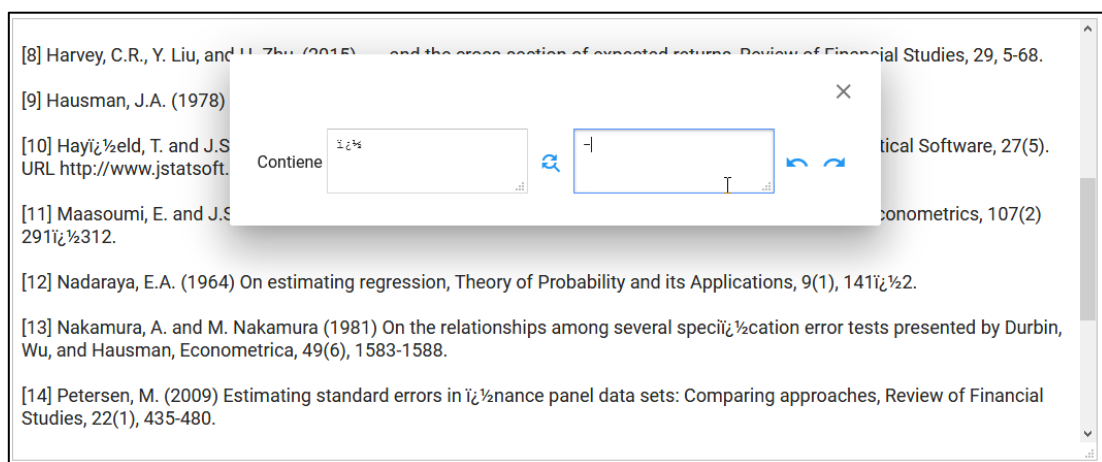 [8] Harvey, C.R., Y. Liu, and H. Zhu. (2015) ... and the cross-section of expected returns. Review of Financial Studies, 29, 5-68.
[9] Hausman, J.A. (1978)
[10] Hayï¿½eld, T. and J.S tical Software, 27(5).
Contiene ï¿½ -
URL http://www.jstatsoft.
[11] Maasoumi, E. and J.S conometrics, 107(2)
291ï¿½312.
[12] Nadaraya, E.A. (1964) On estimating regression, Theory of Probability and its Applications, 9(1), 141ï¿½2.
[13] Nakamura, A. and M. Nakamura (1981) On the relationships among several speciï¿½cation error tests presented by Durbin,
Wu, and Hausman, Econometrica, 49(6), 1583-1588.
[14] Petersen, M. (2009) Estimating standard errors in ï¿½nance panel data sets: Comparing approaches, Review of Financial
Studies, 22(1), 435-480.